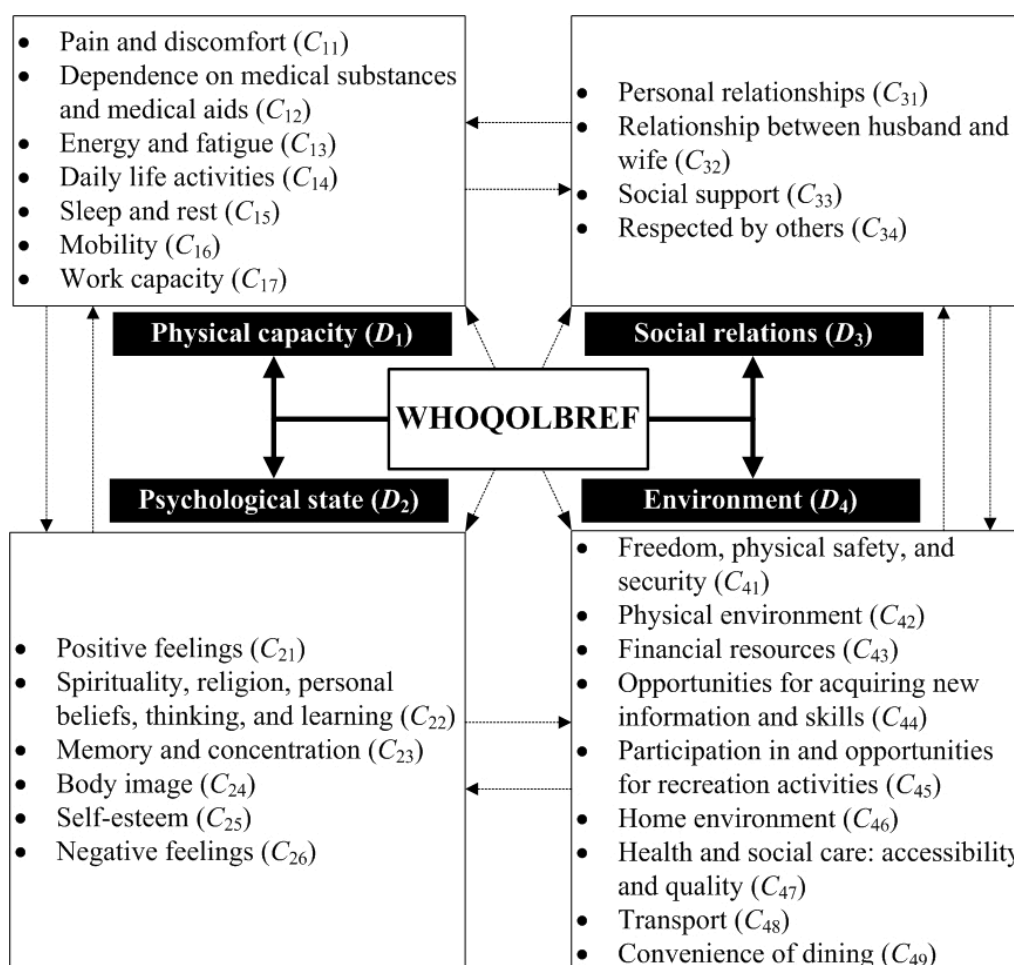 • Pain and discomfort (C11)
• Dependence on medical substances
and medical aids (C12)
• Energy and fatigue (C13)
• Daily life activities (C14)
• Sleep and rest (C15)
• Mobility (C16)
• Work capacity (C17)
• Personal relationships (C31)
• Relationship between husband and
wife (C32)
• Social support (C33)
• Respected by others (C34)
Physical capacity (D1)
Social relations (D3)
WHOQOLBREF
Psychological state (D2)
Environment (D4)
• Positive feelings (C21)
• Spirituality, religion, personal
beliefs, thinking, and learning (C22)
• Memory and concentration (C23)
• Body image (C24)
• Self-esteem (C25)
• Negative feelings (C26)
• Freedom, physical safety, and
security (C41)
• Physical environment (C42)
• Financial resources (C43)
• Opportunities for acquiring new
information and skills (C44)
• Participation in and opportunities
for recreation activities (C45)
• Home environment (C46)
• Health and social care: accessibility
and quality (C47)
• Transport (C48)
• Convenience of dining (C49)